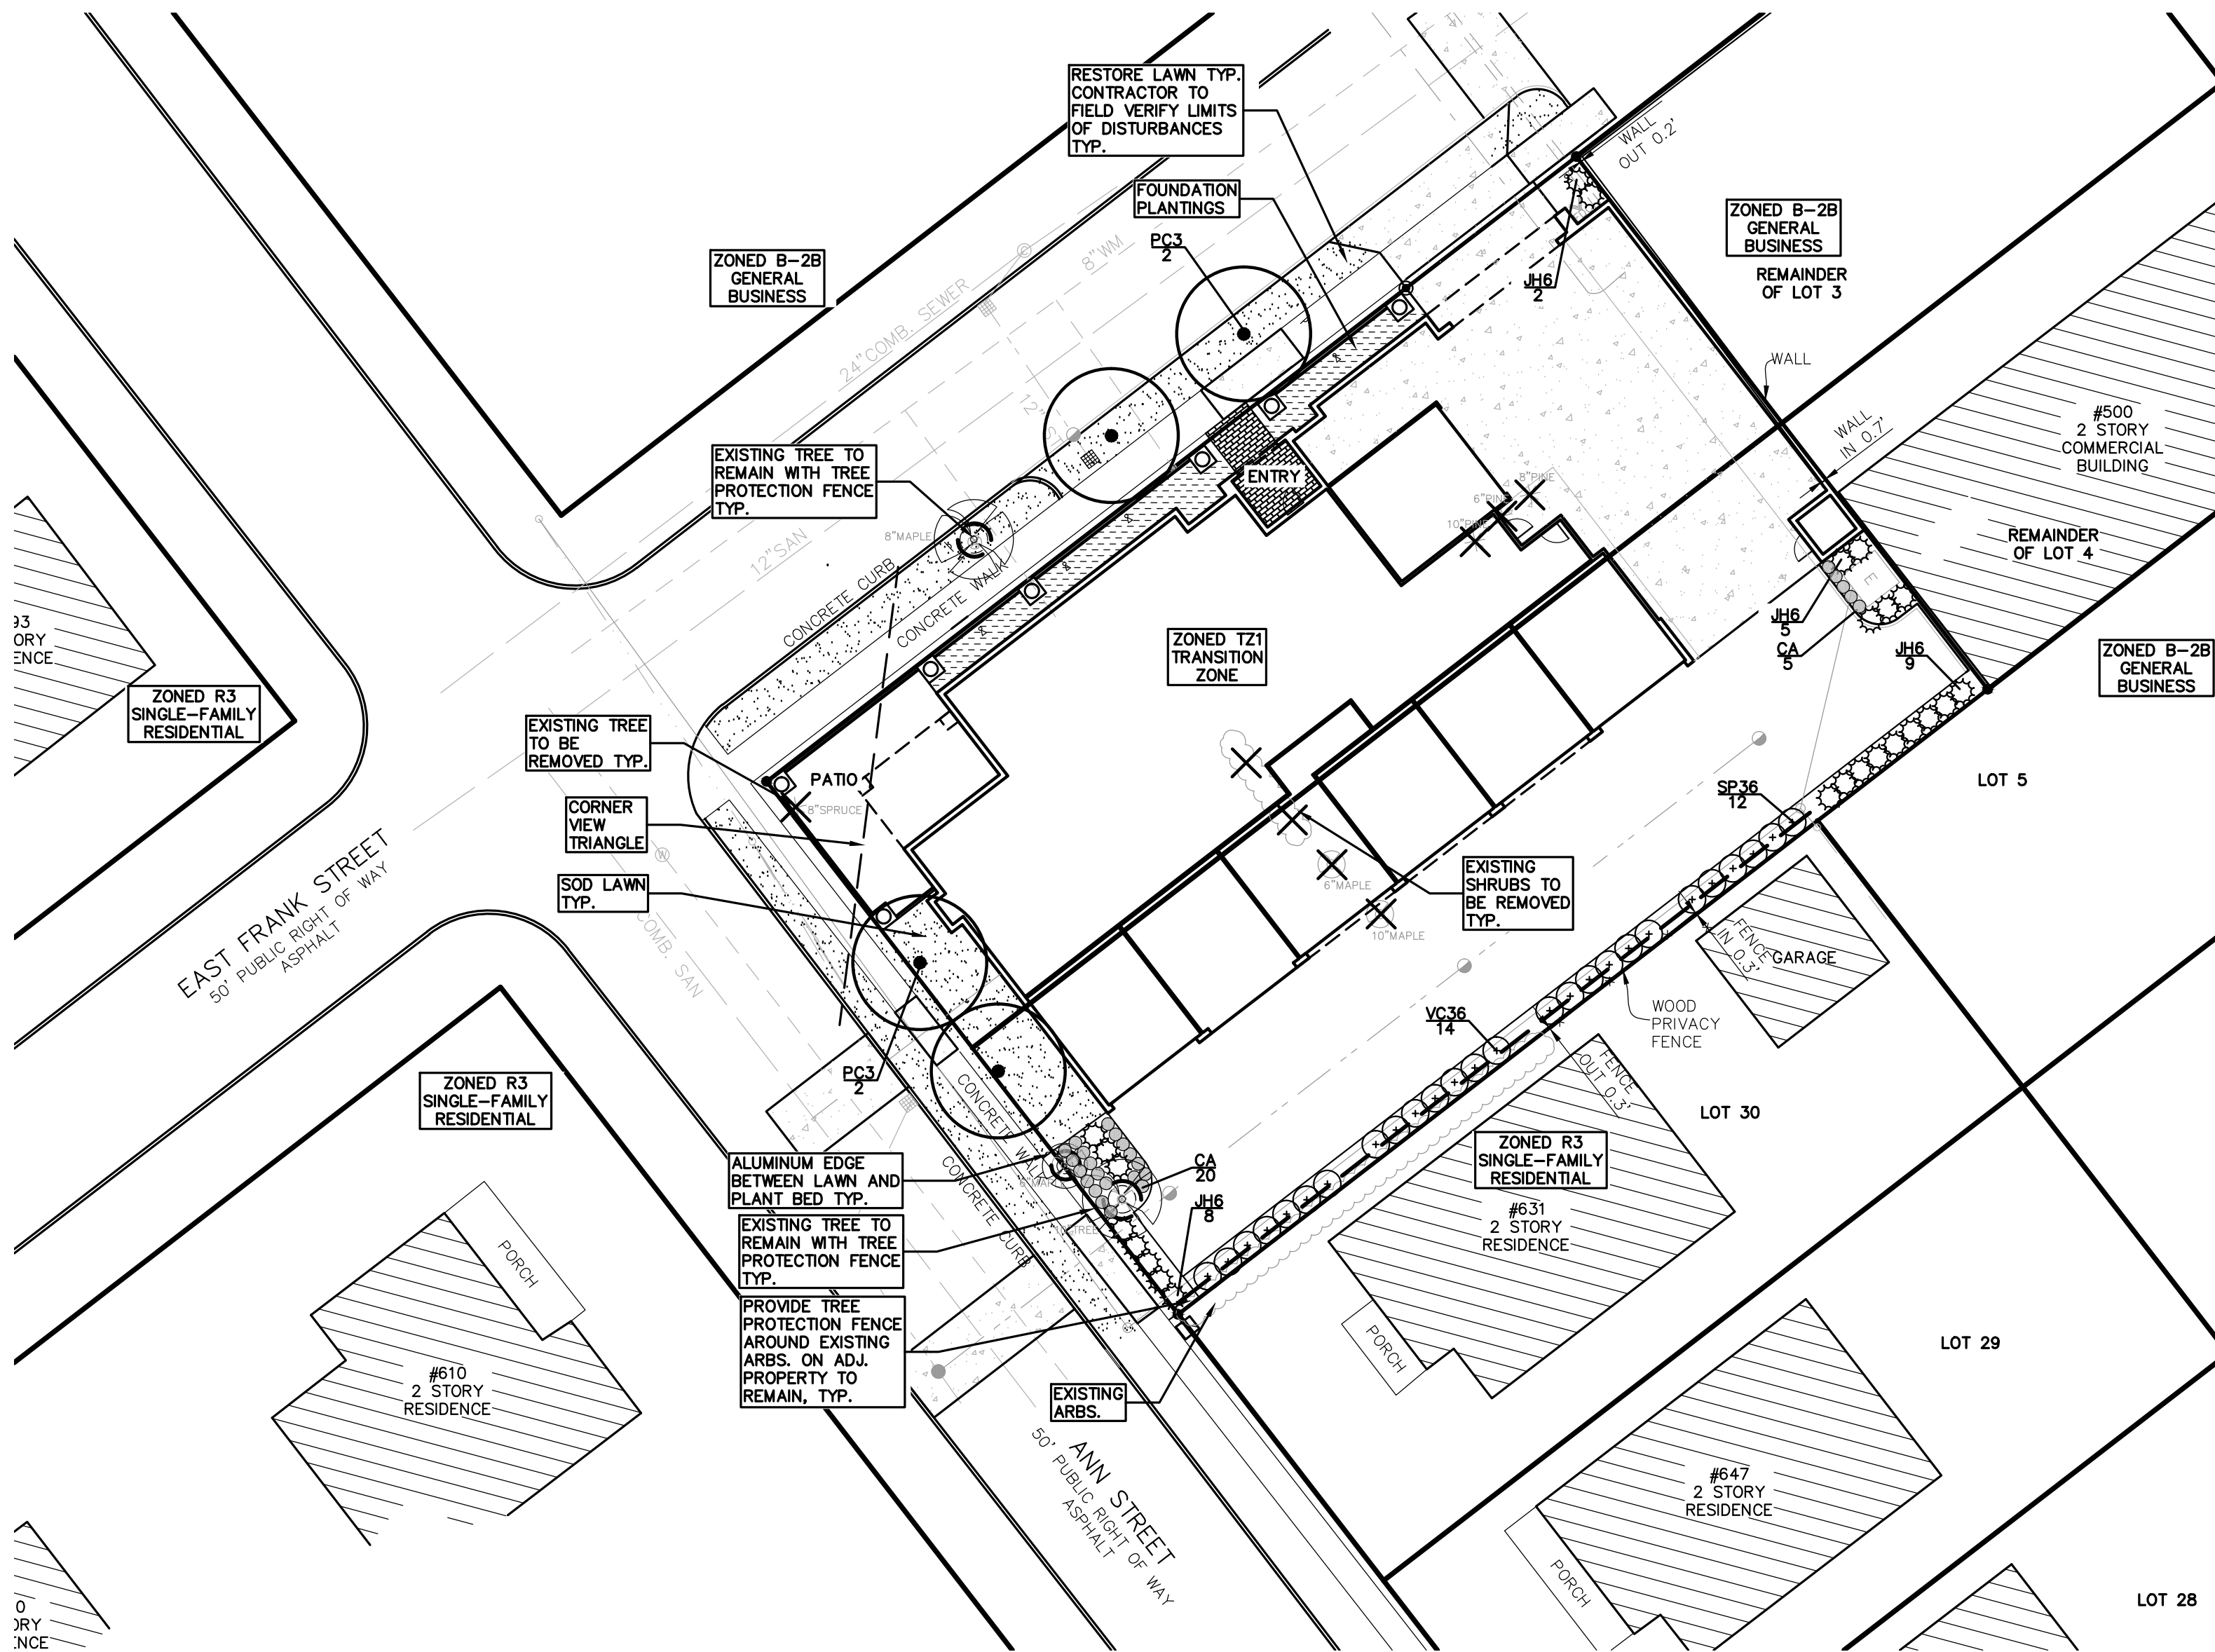 RESTORE LAWN TYP.
CONTRACTOR TO
FIELD VERIFY LIMITS
OF DISTURBANCES
TYP.
WALL
OUT 0.2'
FOUNDATION
PLANTINGS
PC3
2
8"WM
24"COMB. SEWER
ZONED B-2B
GENERAL
BUSINESS
ZONED B-2B
GENERAL
BUSINESS
REMAINDER
OF LOT 3
JH6
2
WALL
WALL
IN 0.7'
#500
2 STORY
COMMERCIAL
BUILDING
12"ST
EXISTING TREE TO
REMAIN WITH TREE
PROTECTION FENCE
TYP.
ENTRY
8"PINE
6"PINE
10"PINE
8"MAPLE
12"SAN
REMAINDER
OF LOT 4
CONCRETE CURB
CONCRETE WALK
E
93
ORY
ENCE
JH6
5
CA
5
JH6
9
ZONED TZ1
TRANSITION
ZONE
ZONED B-2B
GENERAL
BUSINESS
ZONED R3
SINGLE-FAMILY
RESIDENTIAL
EXISTING TREE
TO BE
REMOVED TYP.
PATIO
8"SPRUCE
LOT 5
CORNER
VIEW
TRIANGLE
SP36
12
EAST FRANK STREET
50' PUBLIC RIGHT OF WAY
ASPHALT
W
SOD LAWN
TYP.
COMB. SAN
6"MAPLE
10"MAPLE
EXISTING
SHRUBS TO
BE REMOVED
TYP.
FENCE
IN 0.3'
GARAGE
WOOD
PRIVACY
FENCE
VC36
14
PC3
2
FENCE
OUT 0.3'
ZONED R3
SINGLE-FAMILY
RESIDENTIAL
CONCRETE WALK
CONCRETE CURB
LOT 30
ALUMINUM EDGE
BETWEEN LAWN AND
PLANT BED TYP.
CA
20
JH6
8
ZONED R3
SINGLE-FAMILY
RESIDENTIAL
#631
2 STORY
RESIDENCE
EXISTING TREE TO
REMAIN WITH TREE
PROTECTION FENCE
TYP.
PORCH
PROVIDE TREE
PROTECTION FENCE
AROUND EXISTING
ARBS. ON ADJ.
PROPERTY TO
REMAIN, TYP.
EXISTING
ARBS.
PORCH
LOT 29
#610
2 STORY
RESIDENCE
ANN STREET
50' PUBLIC RIGHT OF WAY
ASPHALT
#647
2 STORY
RESIDENCE
PORCH
LOT 28
0
ORY
ENCE